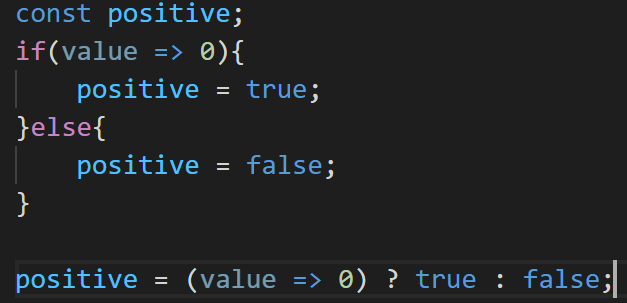 const positive;
if(value => 0){
    positive = true;
}else{
    positive = false;
}

positive = (value => 0) ? true : false;